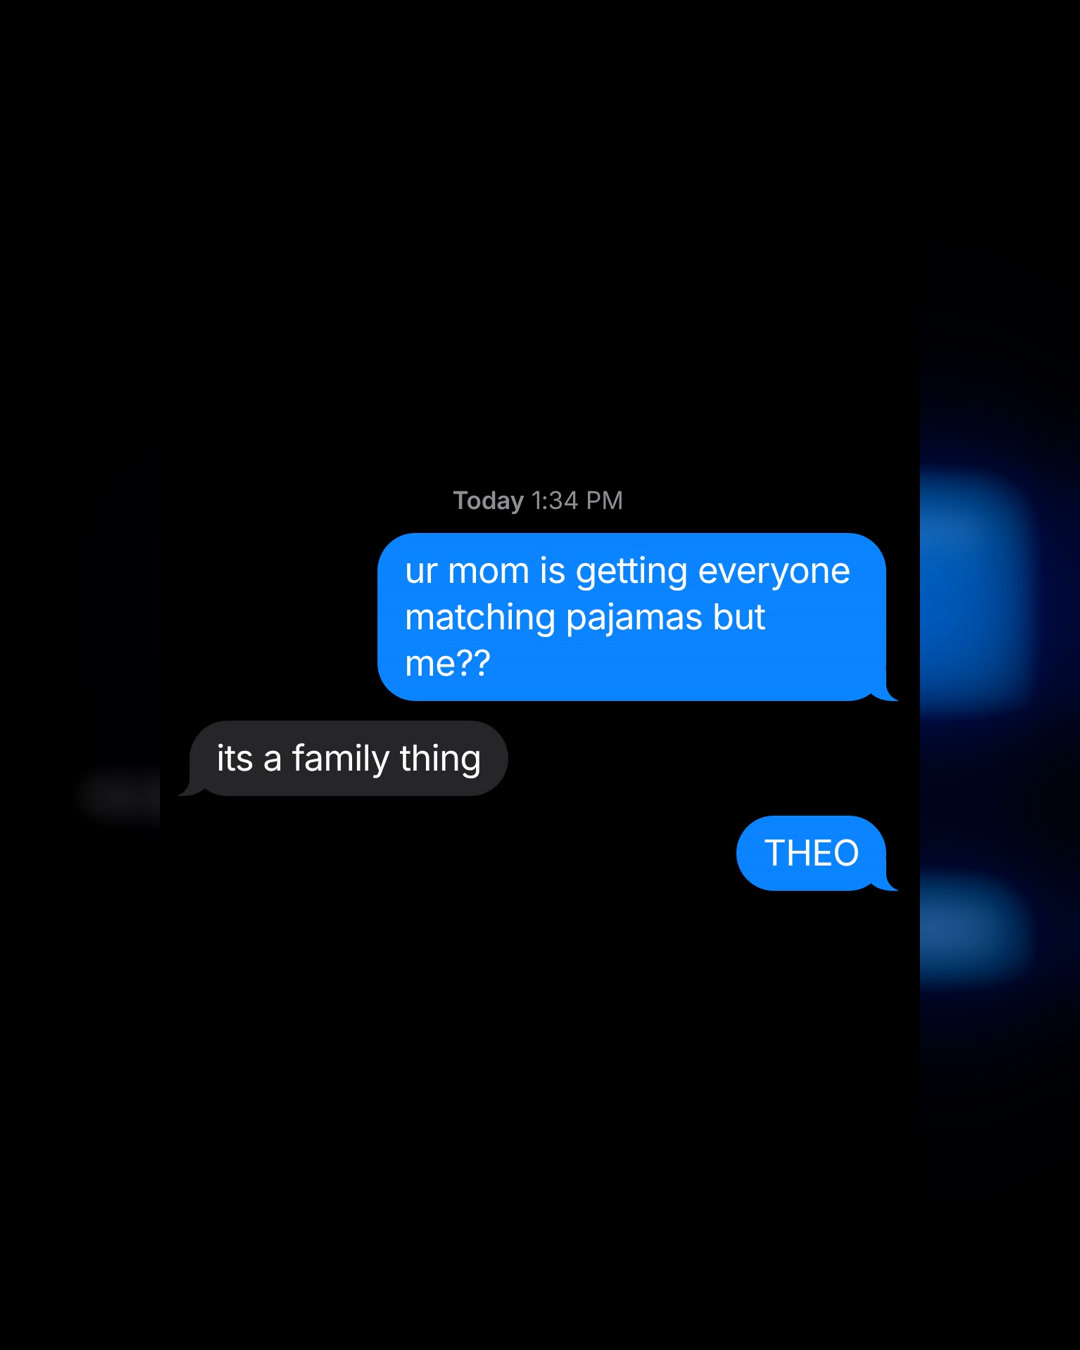 Today 1:34 PM
ur mom is getting everyone
matching pajamas but
me??
its a family thing
THEO